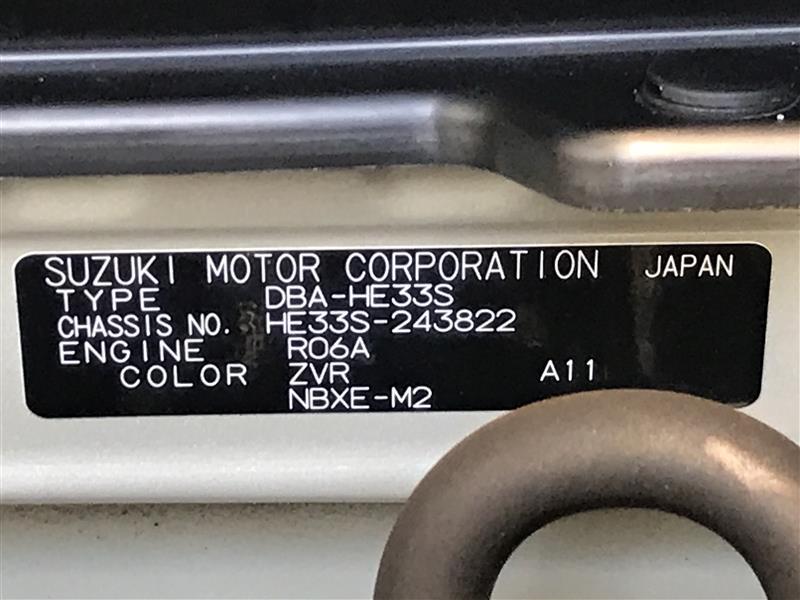 SUZUKI MOTOR CORPORATION JAPAN
TYPE DBA-HE33S
CHASSIS NO. HE33S-243822
ENGINE R06A
COLOR ZVR A11
NBXE-M2